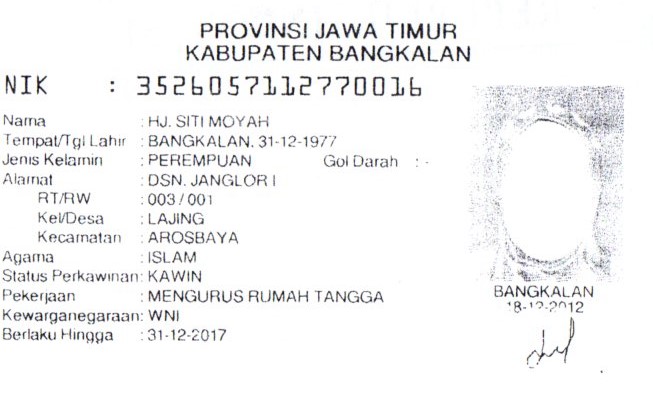 PROVINSI JAWA TIMUR
KABUPATEN BANGKALAN
NIK : 3526057112770016
Nama : HJ. SITI MOYAH
Tempat/Tgl Lahir : BANGKALAN, 31-12-1977
Jenis Kelamin : PEREMPUAN Gol Darah : -
Alamat : DSN. JANGLOR I
RT/RW : 003 / 001
Kel/Desa : LAJING
Kecamatan : AROSBAYA
Agama : ISLAM
Status Perkawinan: KAWIN
Pekerjaan : MENGURUS RUMAH TANGGA
Kewarganegaraan: WNI
Berlaku Hingga : 31-12-2017
BANGKALAN
18-12-2012